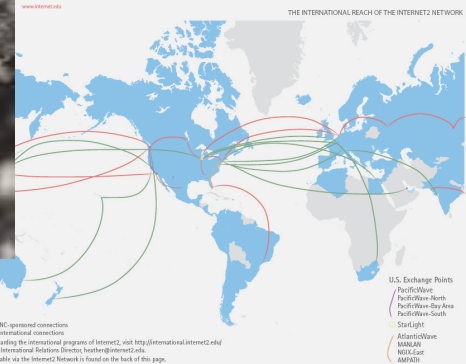 www.internet.edu
THE INTERNATIONAL REACH OF THE INTERNET2 NETWORK
U.S. Exchange Points
PacificWave
PacificWave-North
PacificWave-Bay Area
PacificWave-South
StarLight
AtlanticWave
MANLAN
NGIX-East
AMPATH
NC-sponsored connections
nternational connections
arding the international programs of Internet2, visit http://international.internet2.edu/
International Relations Director, heather@internet2.edu.
able via the Internet2 Network is found on the back of this page.